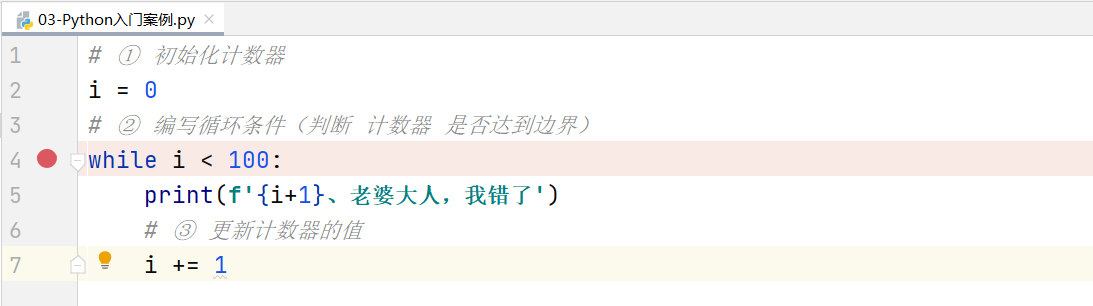 03-Python入门案例.py
1 # ① 初始化计数器
2 i = 0
3 # ② 编写循环条件（判断 计数器 是否达到边界）
4 while i < 100:
5 print(f'{i+1}、老婆大人，我错了')
6 # ③ 更新计数器的值
7 i += 1